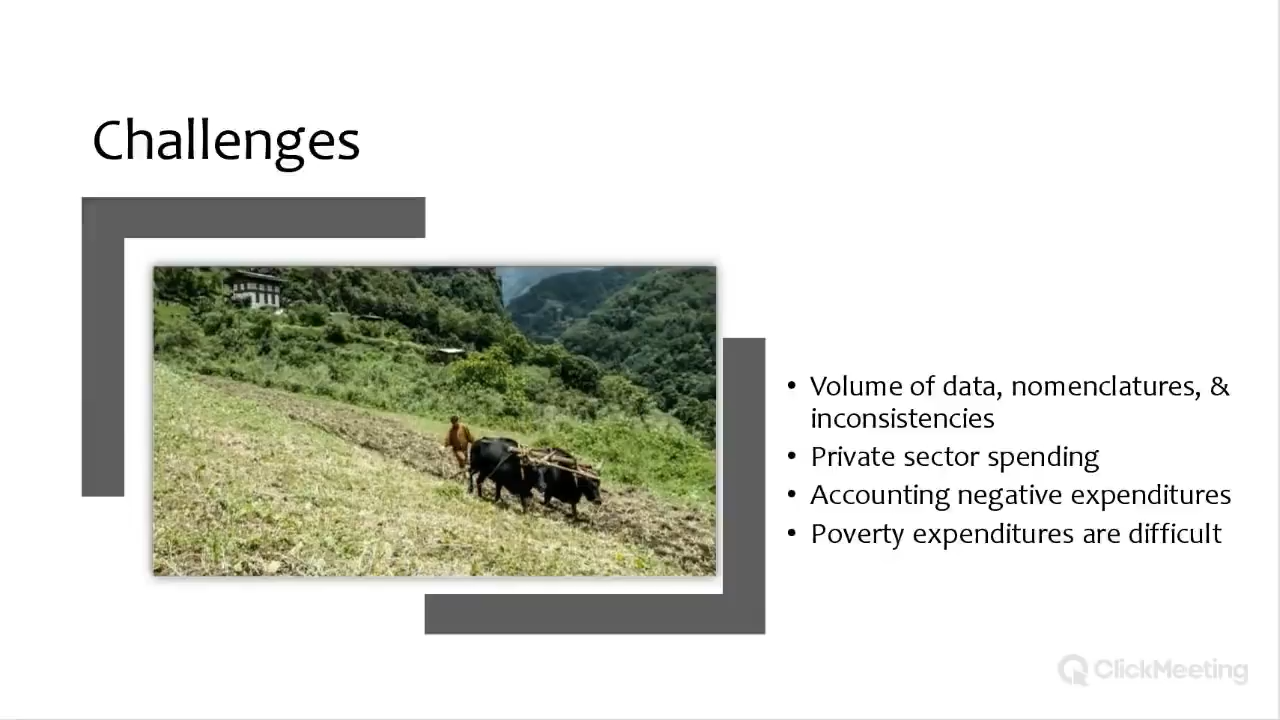 Challenges
• Volume of data, nomenclatures, &
inconsistencies
• Private sector spending
• Accounting negative expenditures
• Poverty expenditures are difficult
ClickMeeting